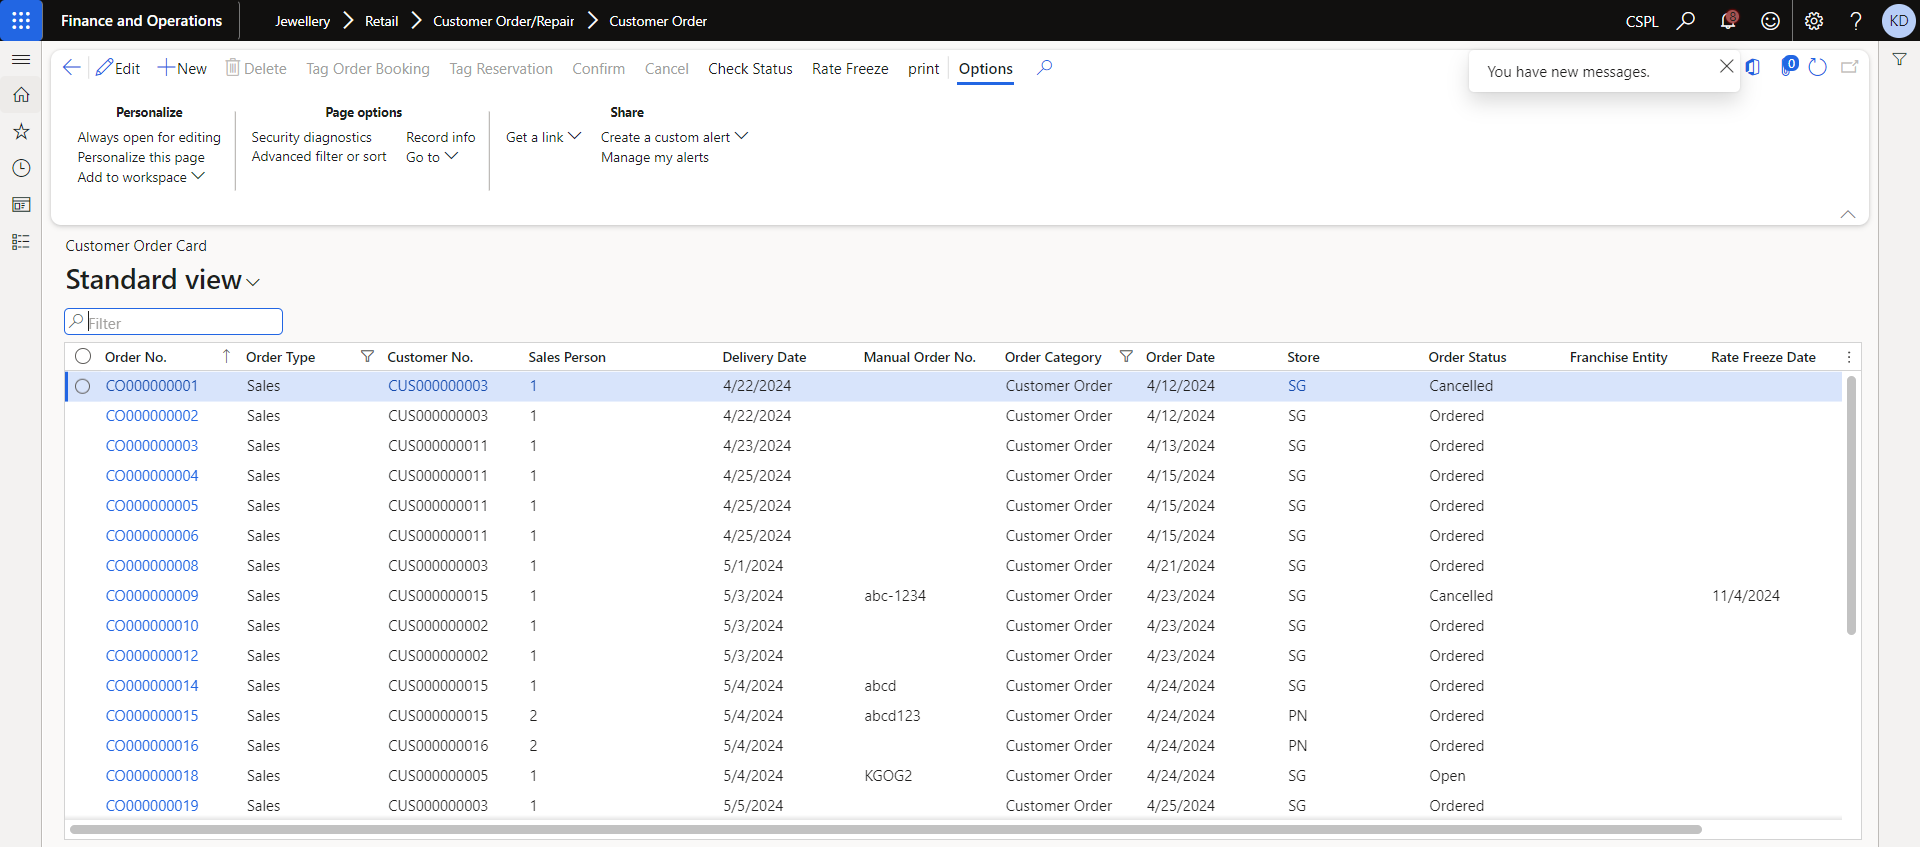 Finance and Operations Jewellery Retail Customer Order/Repair Customer Order CSPL 8 ? KD
Edit New Delete Tag Order Booking Tag Reservation Confirm Cancel Check Status Rate Freeze print Options 0
You have new messages.
Personalize Page options Share
Always open for editing Security diagnostics Record info Get a link Create a custom alert
Personalize this page Advanced filter or sort Go to Manage my alerts
Add to workspace
Customer Order Card
Standard view
Filter
Order No. Order Type Customer No. Sales Person Delivery Date Manual Order No. Order Category Order Date Store Order Status Franchise Entity Rate Freeze Date
CO000000001 Sales CUS000000003 1 4/22/2024 Customer Order 4/12/2024 SG Cancelled
CO000000002 Sales CUS000000003 1 4/22/2024 Customer Order 4/12/2024 SG Ordered
CO000000003 Sales CUS000000011 1 4/23/2024 Customer Order 4/13/2024 SG Ordered
CO000000004 Sales CUS000000011 1 4/25/2024 Customer Order 4/15/2024 SG Ordered
CO000000005 Sales CUS000000011 1 4/25/2024 Customer Order 4/15/2024 SG Ordered
CO000000006 Sales CUS000000011 1 4/25/2024 Customer Order 4/15/2024 SG Ordered
CO000000008 Sales CUS000000003 1 5/1/2024 Customer Order 4/21/2024 SG Ordered
CO000000009 Sales CUS000000015 1 5/3/2024 abc-1234 Customer Order 4/23/2024 SG Cancelled 11/4/2024
CO000000010 Sales CUS000000002 1 5/3/2024 Customer Order 4/23/2024 SG Ordered
CO000000012 Sales CUS000000002 1 5/3/2024 Customer Order 4/23/2024 SG Ordered
CO000000014 Sales CUS000000015 1 5/4/2024 abcd Customer Order 4/24/2024 SG Ordered
CO000000015 Sales CUS000000015 2 5/4/2024 abcd123 Customer Order 4/24/2024 PN Ordered
CO000000016 Sales CUS000000016 2 5/4/2024 Customer Order 4/24/2024 PN Ordered
CO000000018 Sales CUS000000005 1 5/4/2024 KGOG2 Customer Order 4/24/2024 SG Open
CO000000019 Sales CUS000000003 1 5/5/2024 Customer Order 4/25/2024 SG Ordered